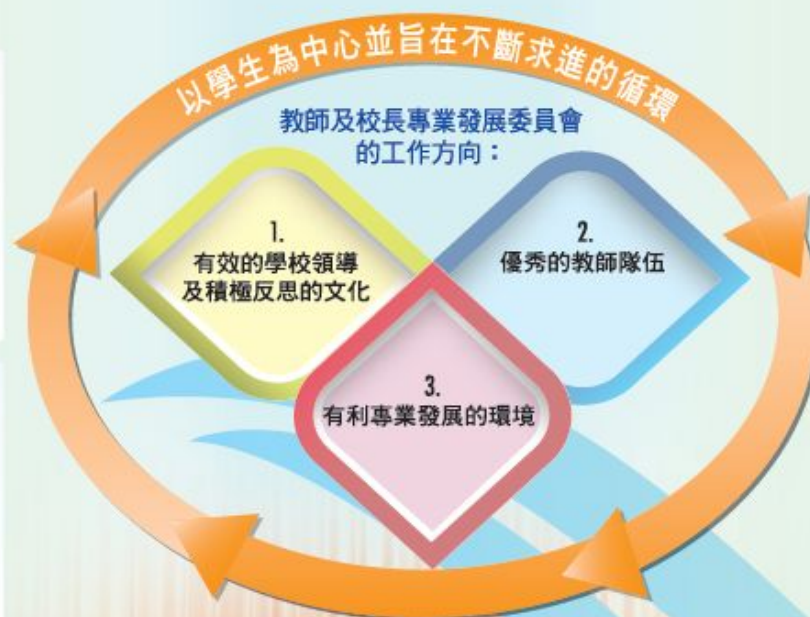 以學生為中心並旨在不斷求進的循環
教師及校長專業發展委員會
的工作方向：
1.
有效的學校領導
及積極反思的文化
2.
優秀的教師隊伍
3.
有利專業發展的環境